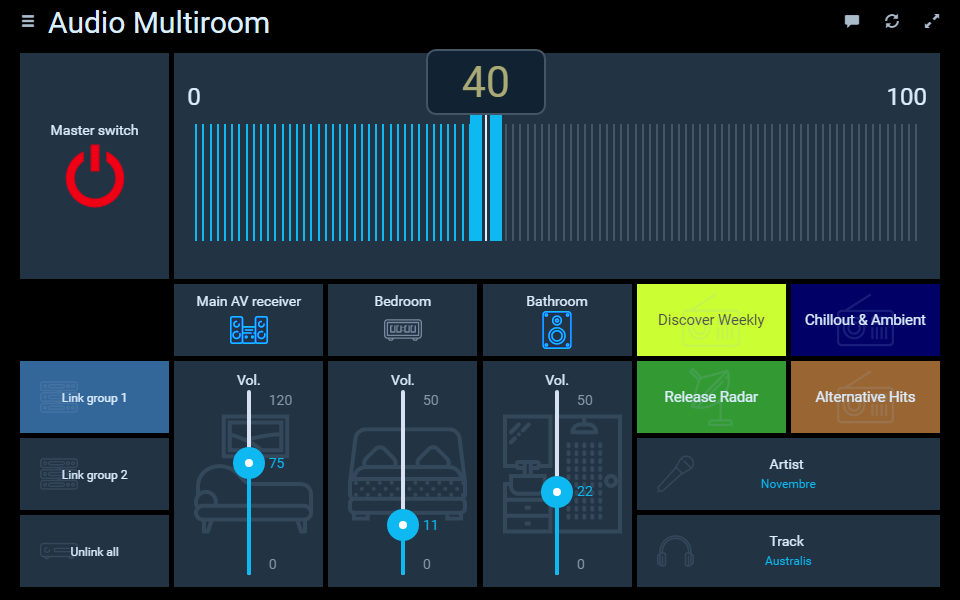 Audio Multiroom
Master switch
0
40
100
Main AV receiver
Bedroom
Bathroom
Discover Weekly
Chillout & Ambient
Link group 1
Link group 2
Unlink all
Vol.
120
75
0
Vol.
50
11
0
Vol.
50
22
0
Release Radar
Alternative Hits
Artist
Novembre
Track
Australis